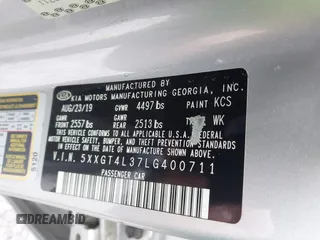 MANUFACTURED BY
KIA MOTORS MANUFACTURING GEORGIA, INC.
AUG/23/19 GVWR 4497 lbs PAINT KCS
GAWR FRONT 2557 lbs GAWR REAR 2513 lbs WK
THIS VEHICLE CONFORMS TO ALL APPLICABLE
U.S. FEDERAL MOTOR VEHICLE SAFETY,
BUMPER, AND THEFT PREVENTION STANDARDS
IN EFFECT ON THE DATE OF MANUFACTURE
SHOWN ABOVE.
V.I.N. 5XXGT4L37LG400711
PASSENGER CAR
5120
DREAMBID